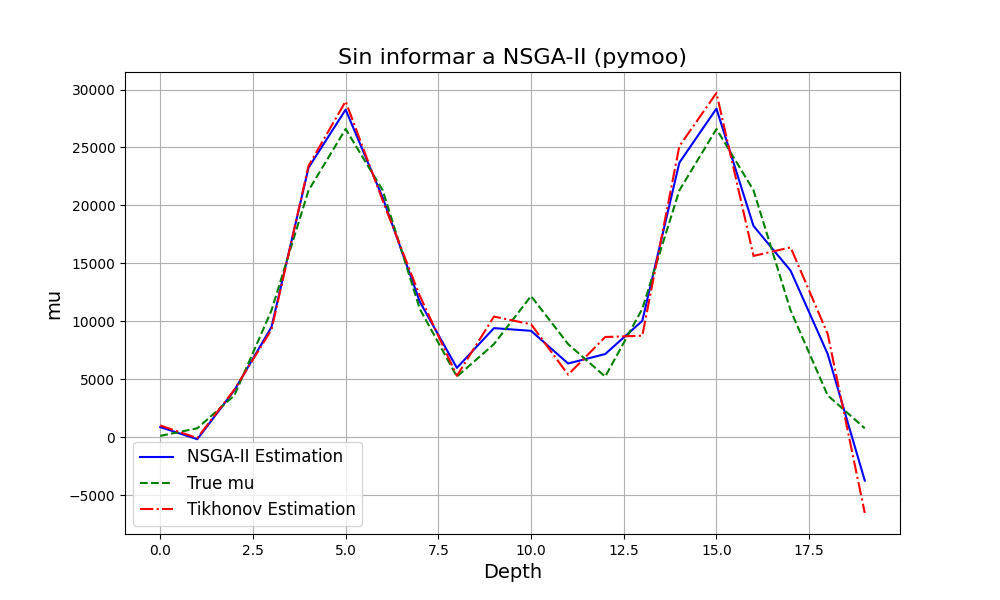 Sin informar a NSGA-II (pymoo)
30000
25000
20000
15000
10000
5000
0
−5000
mu
NSGA-II Estimation
True mu
Tikhonov Estimation
0.0 2.5 5.0 7.5 10.0 12.5 15.0 17.5
Depth